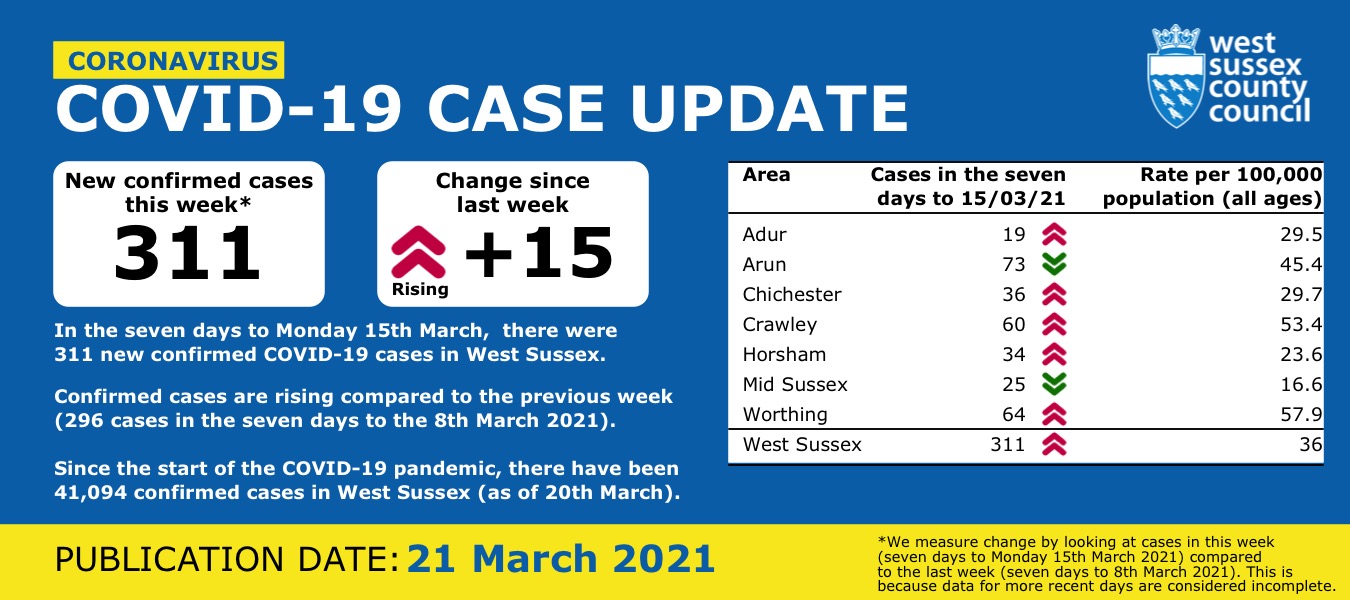 CORONAVIRUS
COVID-19 CASE UPDATE
west
sussex
county
council
New confirmed cases
this week*
311
Change since
last week
+15
Rising
In the seven days to Monday 15th March,  there were
311 new confirmed COVID-19 cases in West Sussex.
Confirmed cases are rising compared to the previous week
(296 cases in the seven days to the 8th March 2021).
Since the start of the COVID-19 pandemic, there have been
41,094 confirmed cases in West Sussex (as of 20th March).
Area Cases in the seven Rate per 100,000
days to 15/03/21 population (all ages)
Adur 19 29.5
Arun 73 45.4
Chichester 36 29.7
Crawley 60 53.4
Horsham 34 23.6
Mid Sussex 25 16.6
Worthing 64 57.9
West Sussex 311 36
PUBLICATION DATE: 21 March 2021
*We measure change by looking at cases in this week
(seven days to Monday 15th March 2021) compared
to the last week (seven days to 8th March 2021). This is
because data for more recent days are considered incomplete.